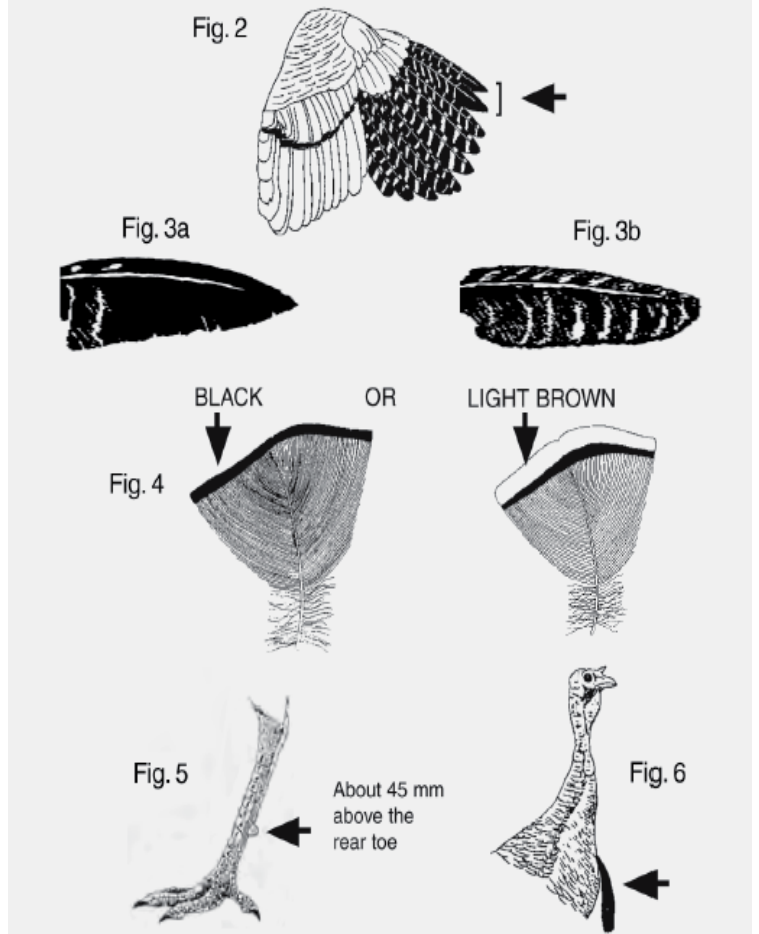 Fig. 2
Fig. 3a
Fig. 3b
BLACK OR LIGHT BROWN
Fig. 4
Fig. 5
About 45 mm
above the
rear toe
Fig. 6